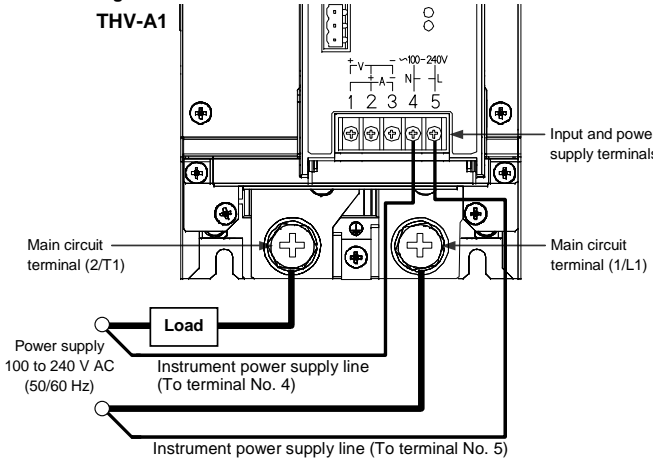 THV-A1
∼100-240V
+ V -
+ A -
N L
1 2 3 4 5
Input and powe
supply terminals
Main circuit
terminal (2/T1)
Main circuit
terminal (1/L1)
Load
Power supply
100 to 240 V AC
(50/60 Hz)
Instrument power supply line
(To terminal No. 4)
Instrument power supply line (To terminal No. 5)